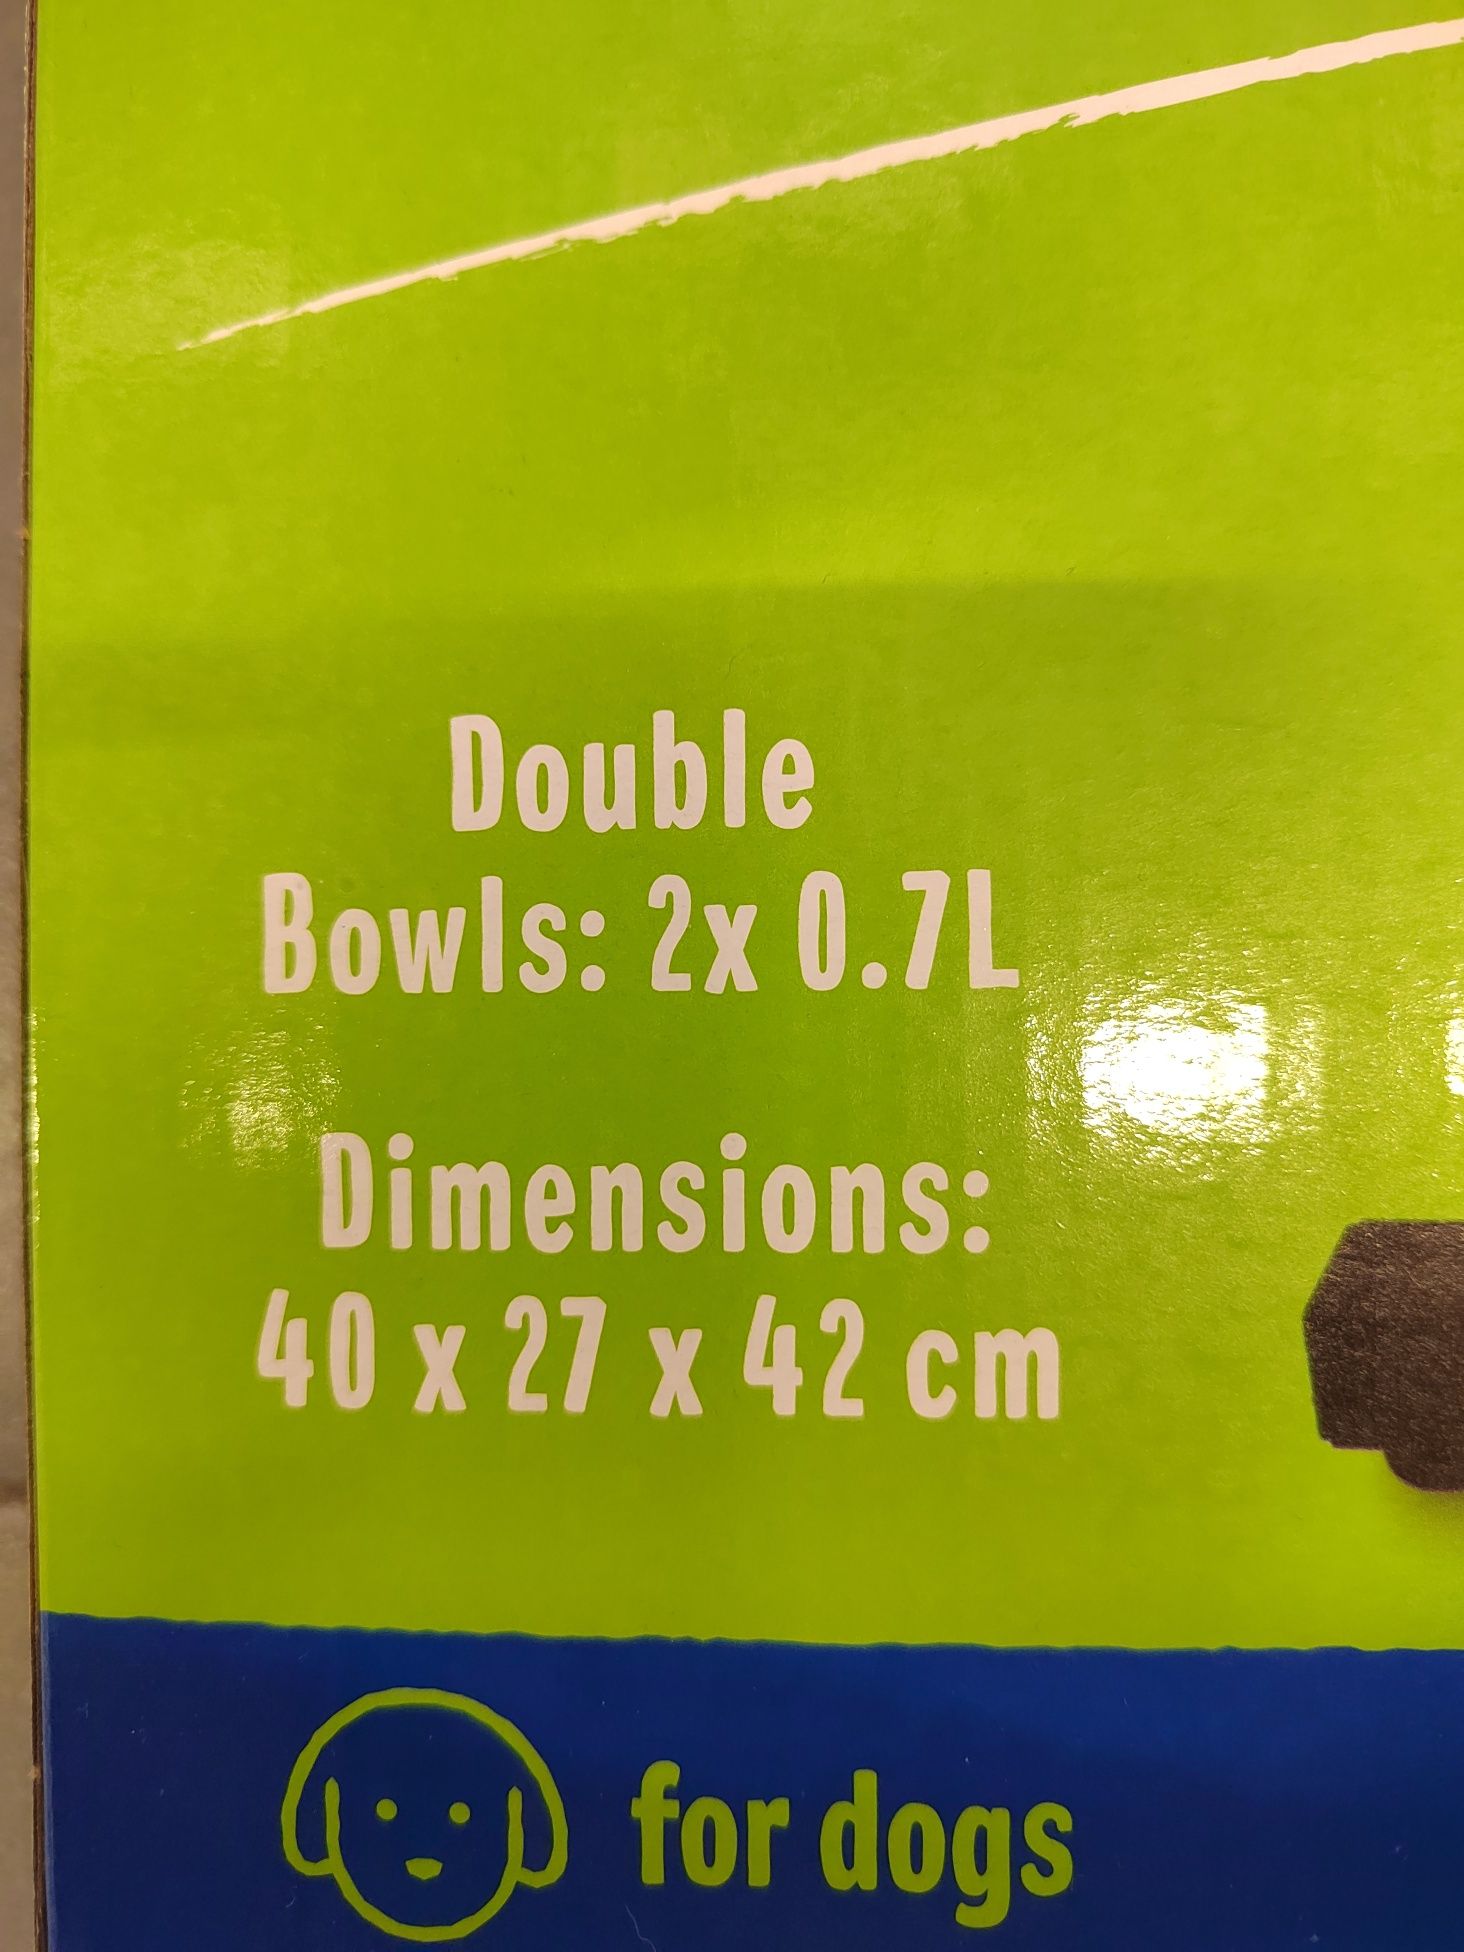 Double
Bowls: 2x 0.7L
Dimensions:
40 x 27 x 42 cm
for dogs